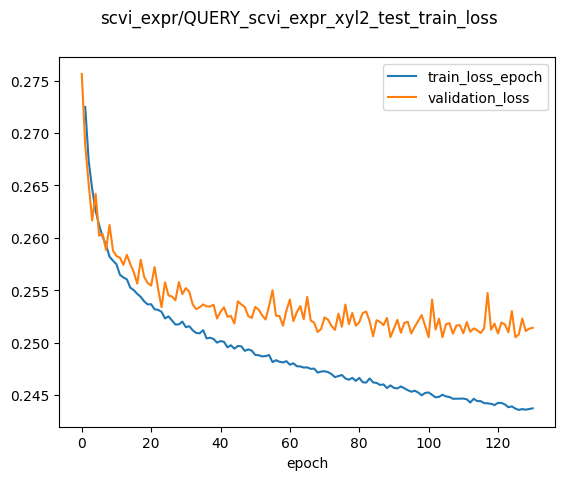 scvi_expr/QUERY_scvi_expr_xyl2_test_train_loss
train_loss_epoch
validation_loss
0.275
0.270
0.265
0.260
0.255
0.250
0.245
0 20 40 60 80 100 120
epoch